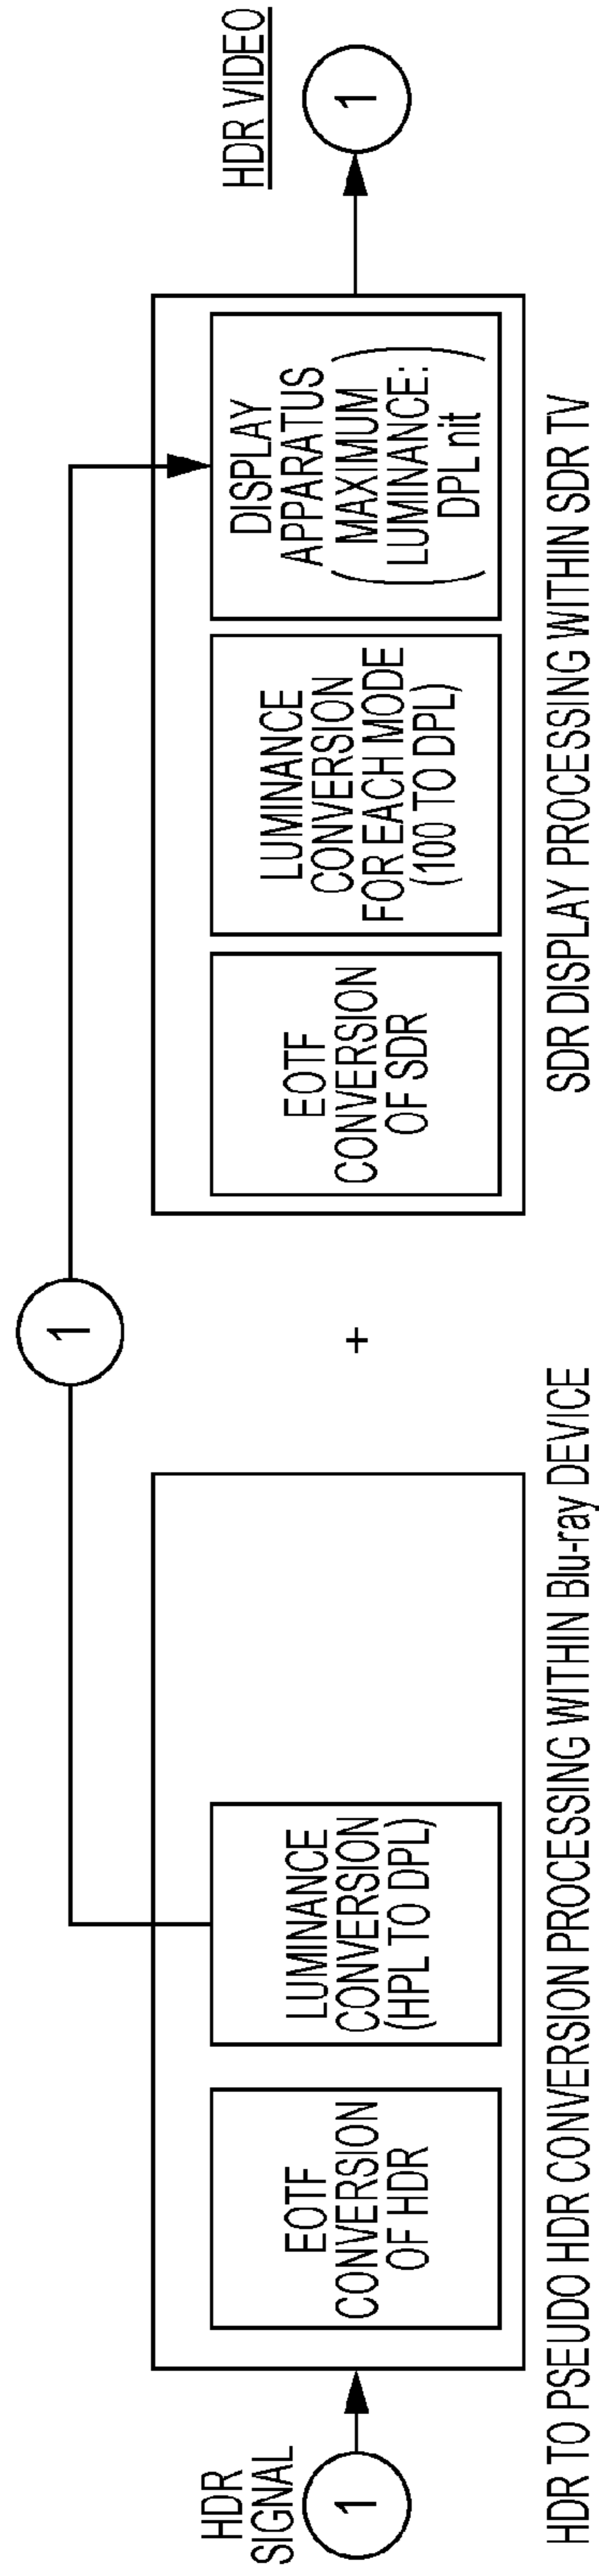 HDR
SIGNAL
1
EOTF
CONVERSION
OF HDR
LUMINANCE
CONVERSION
(HPL TO DPL)
HDR TO PSEUDO HDR CONVERSION PROCESSING WITHIN Blu-ray DEVICE
1
+
EOTF
CONVERSION
OF SDR
LUMINANCE
CONVERSION
FOR EACH MODE
(100 TO DPL)
DISPLAY
APPARATUS
(MAXIMUM
LUMINANCE:
DPL nit)
SDR DISPLAY PROCESSING WITHIN SDR TV
HDR VIDEO
1